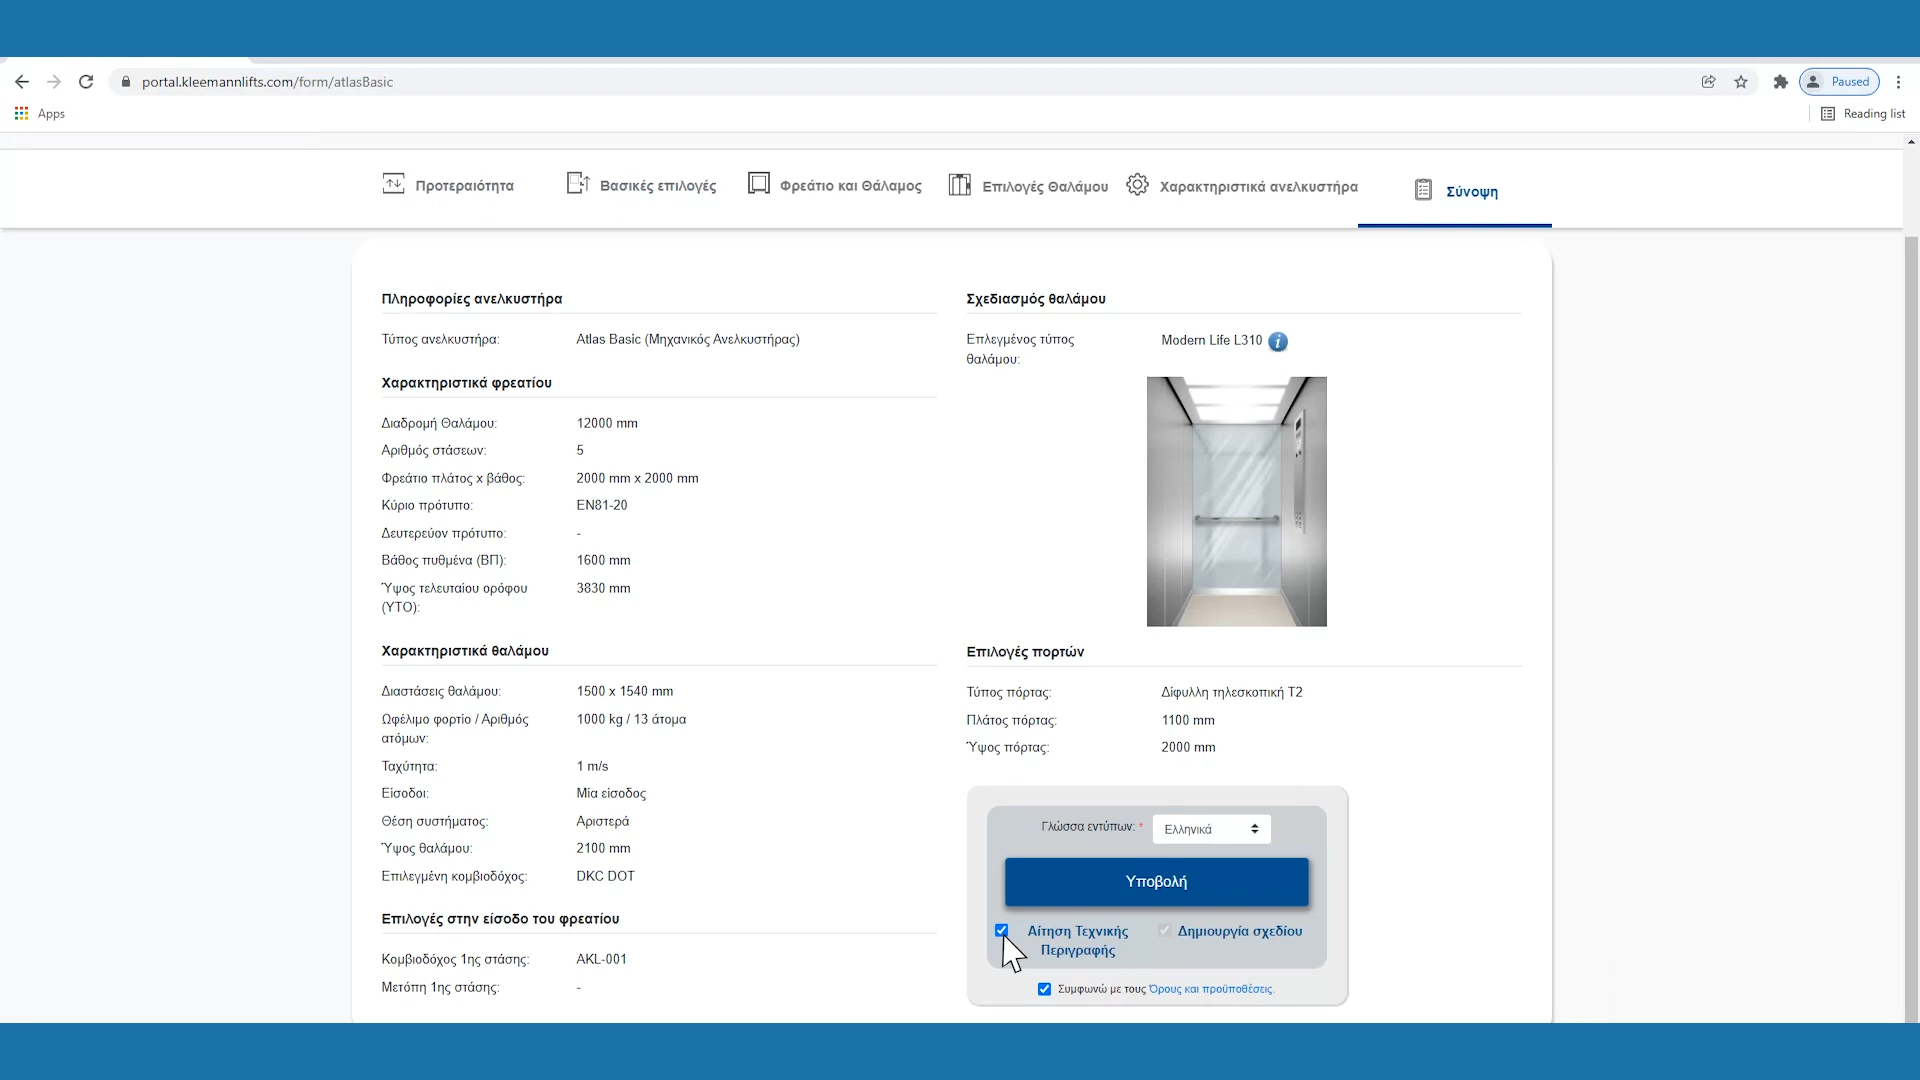 portal.kleemannlifts.com/form/atlasBasic
Paused
Apps
Reading list
Προτεραιότητα
Βασικές επιλογές
Φρεάτιο και Θάλαμος
Επιλογές Θαλάμου
Χαρακτηριστικά ανελκυστήρα
Σύνοψη
Πληροφορίες ανελκυστήρα
Τύπος ανελκυστήρα: Atlas Basic (Μηχανικός Ανελκυστήρας)
Χαρακτηριστικά φρεατίου
Διαδρομή Θαλάμου: 12000 mm
Αριθμός στάσεων: 5
Φρεάτιο πλάτος x βάθος: 2000 mm x 2000 mm
Κύριο πρότυπο: EN81-20
Δευτερεύον πρότυπο: -
Βάθος πυθμένα (ΒΠ): 1600 mm
Ύψος τελευταίου ορόφου 3830 mm
(ΥΤΟ):
Χαρακτηριστικά θαλάμου
Διαστάσεις θαλάμου: 1500 x 1540 mm
Ωφέλιμο φορτίο / Αριθμός 1000 kg / 13 άτομα
ατόμων:
Ταχύτητα: 1 m/s
Είσοδοι: Μία είσοδος
Θέση συστήματος: Αριστερά
Ύψος θαλάμου: 2100 mm
Επιλεγμένη κομβιοδόχος: DKC DOT
Επιλογές στην είσοδο του φρεατίου
Κομβιοδόχος 1ης στάσης: AKL-001
Μετόπη 1ης στάσης: -
Σχεδιασμός θαλάμου
Επλεγμένος τύπος Modern Life L310 i
θαλάμου:
Επιλογές πορτών
Τύπος πόρτας: Δίφυλλη τηλεσκοπική T2
Πλάτος πόρτας: 1100 mm
Ύψος πόρτας: 2000 mm
Γλώσσα εντύπων: * Ελληνικά
Υποβολή
Αίτηση Τεχνικής
Περιγραφής
Δημιουργία σχεδίου
Συμφωνώ με τους Όρους και προϋποθέσεις.